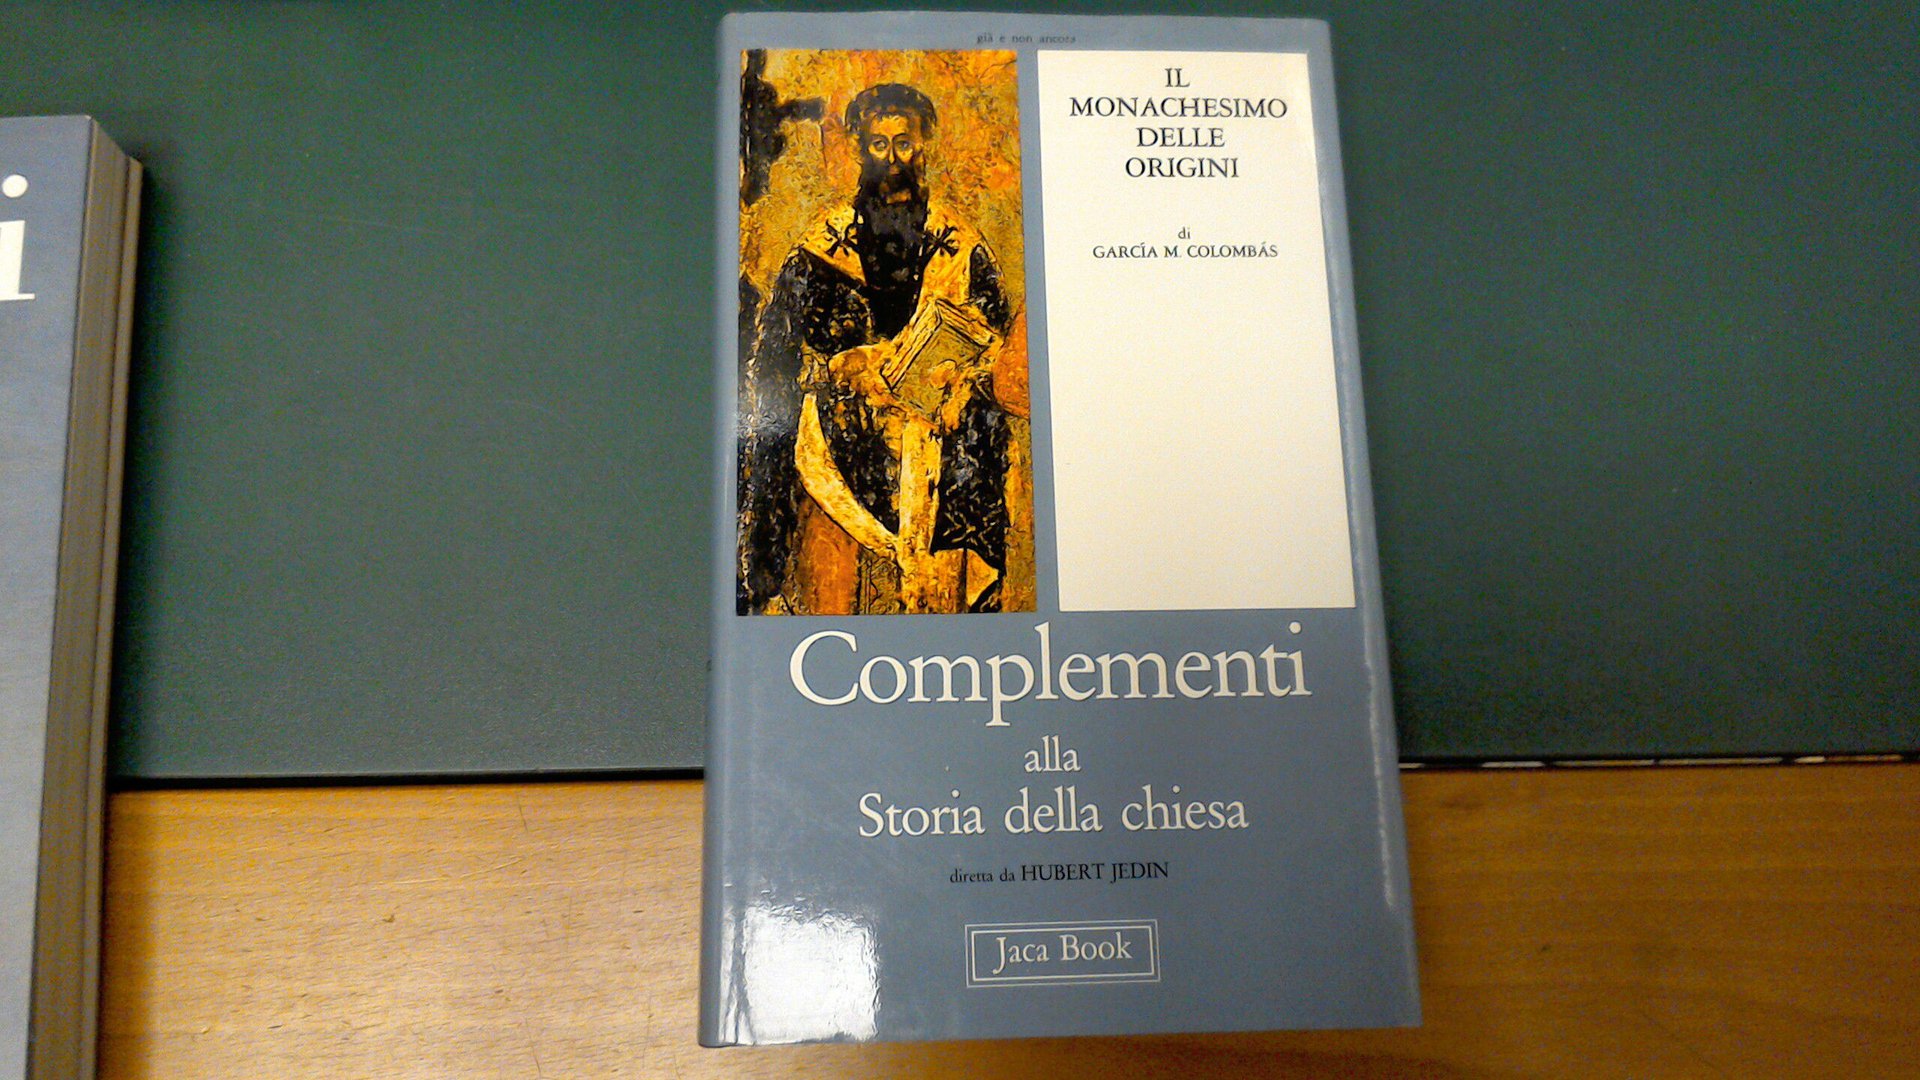 già e non ancora
IL
MONACHESIMO
DELLE
ORIGINI
di
GARCÍA M. COLOMBÁS
Complementi
alla
Storia della chiesa
diretta da HUBERT JEDIN
Jaca Book
i